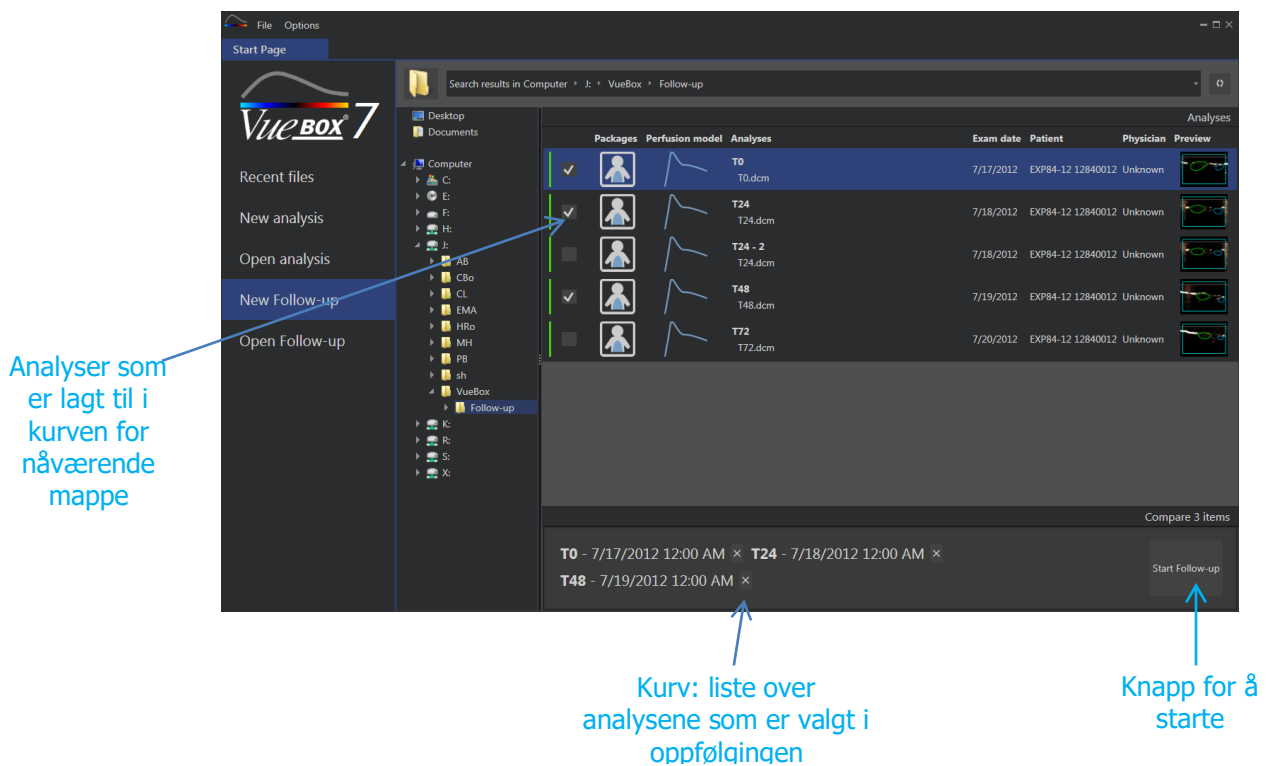 File Options
Start Page
VUEBOX® 7
Recent files
New analysis
Open analysis
New Follow-up
Open Follow-up
Search results in Computer J: VueBox Follow-up
Desktop
Documents
Computer
C:
E:
F:
H:
J:
AB
CBo
CL
EMA
HRo
MH
PB
sh
VueBox
Follow-up
K:
R:
S:
X:
Analyses
Packages Perfusion model Analyses Exam date Patient Physician Preview
T0
T0.dcm
7/17/2012 EXP84-12 12840012 Unknown
T24
T24.dcm
7/18/2012 EXP84-12 12840012 Unknown
T24 - 2
T24.dcm
7/18/2012 EXP84-12 12840012 Unknown
T48
T48.dcm
7/19/2012 EXP84-12 12840012 Unknown
T72
T72.dcm
7/20/2012 EXP84-12 12840012 Unknown
Compare 3 items
T0 - 7/17/2012 12:00 AM × T24 - 7/18/2012 12:00 AM ×
T48 - 7/19/2012 12:00 AM ×
Start Follow-up
Analyser som
er lagt til i
kurven for
nåværende
mappe
Kurv: liste over
analysene som er valgt i
oppfølgingen
Knapp for å
starte